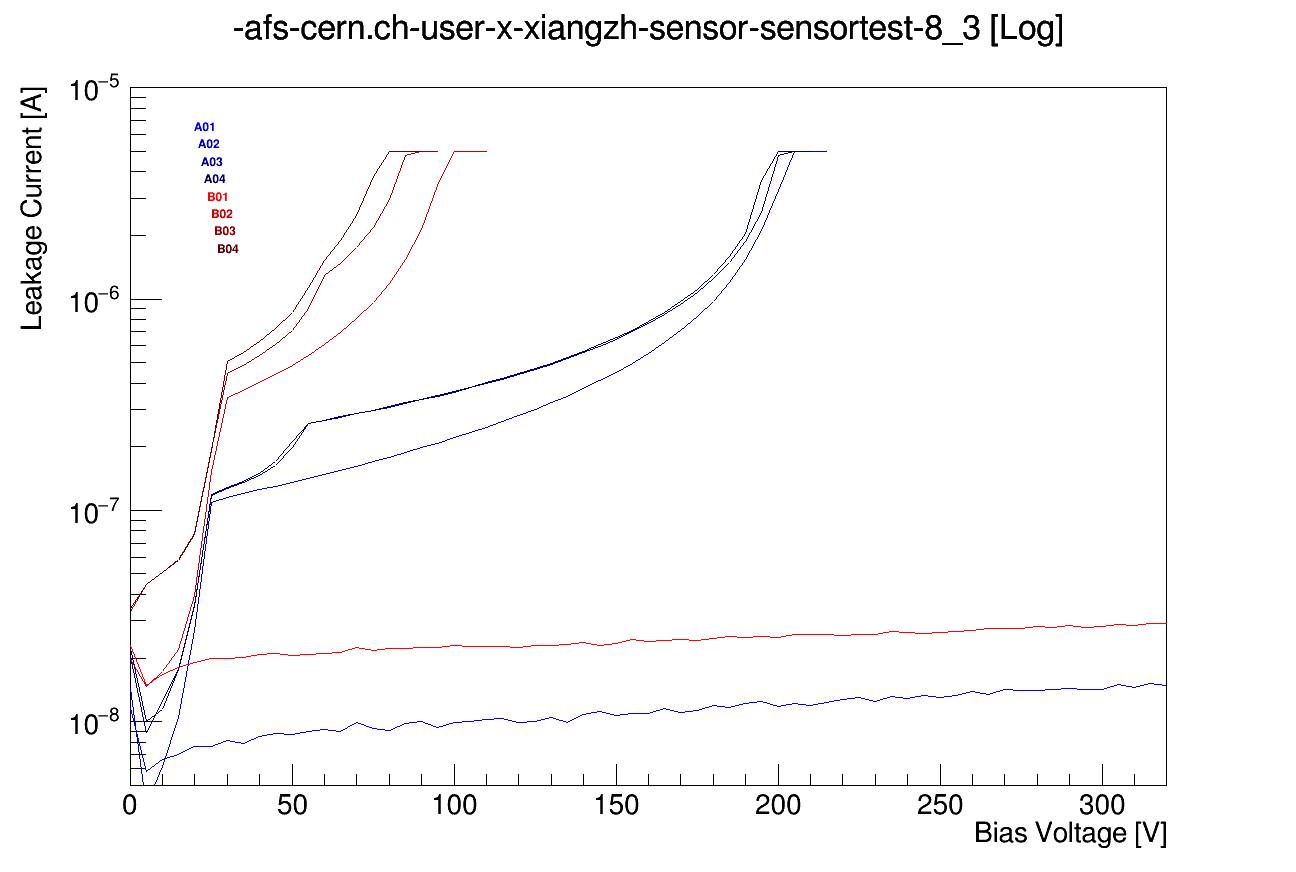 -afs-cern.ch-user-x-xiangzh-sensor-sensortest-8_3 [Log]
Leakage Current [A]
10⁻⁵
10⁻⁶
10⁻⁷
10⁻⁸
A01
A02
A03
A04
B01
B02
B03
B04
0 50 100 150 200 250 300
Bias Voltage [V]